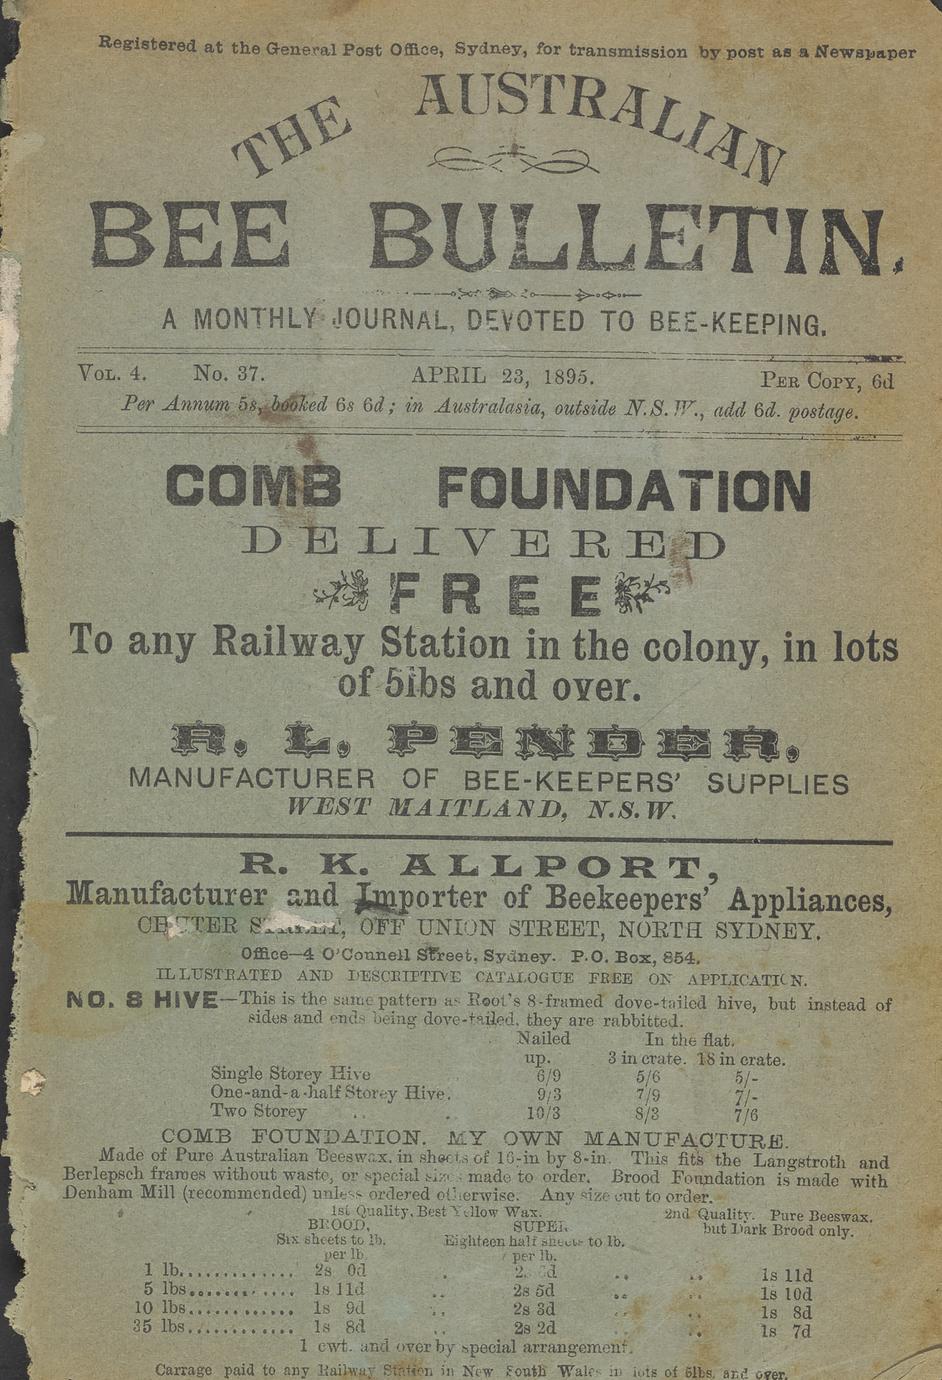 Registered at the General Post Office, Sydney, for transmission by post as a Newspaper
THE AUSTRALIAN
BEE BULLETIN.
A MONTHLY JOURNAL, DEVOTED TO BEE-KEEPING.
VOL. 4. No. 37. APRIL 23, 1895. PER COPY, 6d
Per Annum 5s, booked 6s 6d; in Australasia, outside N.S.W., add 6d. postage.
COMB FOUNDATION
DELIVERED
FREE
To any Railway Station in the colony, in lots
of 5lbs and over.
R. L. PENDER,
MANUFACTURER OF BEE-KEEPERS' SUPPLIES
WEST MAITLAND, N.S.W.
R. K. ALLPORT,
Manufacturer and Importer of Beekeepers' Appliances,
OFF UNION STREET, NORTH SYDNEY.
Office—4 O'Connell Street, Sydney. P.O. Box, 854.
ILLUSTRATED AND DESCRIPTIVE CATALOGUE FREE ON APPLICATION.
NO. 8 HIVE—This is the same pattern as Root's 8-framed dove-tailed hive, but instead of
sides and ends being dove-tailed, they are rabbitted.
Nailed In the flat.
up. 3 in crate. 18 in crate.
Single Storey Hive 6/9 5/6 5/-
One-and-a-half Storey Hive. 9/3 7/9 7/-
Two Storey .. . 10/3 8/3 7/6
COMB FOUNDATION. MY OWN MANUFACTURE.
Made of Pure Australian Beeswax, in sheets of 16-in by 8-in. This fits the Langstroth and
Berlepsch frames without waste, or special sizes made to order. Brood Foundation is made with
Denham Mill (recommended) unless ordered otherwise. Any size cut to order.
1st Quality, Best Yellow Wax. 2nd Quality. Pure Beeswax,
BROOD, SUPER, but Dark Brood only.
Six sheets to lb. Eighteen half sheets to lb.
per lb. per lb.
1 lb............. 2s 0d .. .. 1s 11d
5 lbs............ 1s 11d .. 2s 5d .. .. 1s 10d
10 lbs............ 1s 9d .. 2s 3d .. .. 1s 8d
35 lbs............ 1s 8d 2s 2d .. .. 1s 7d
1 cwt. and over by special arrangement.
Carrage paid to any Railway Station in New South Wales in lots of 5lbs. and over.